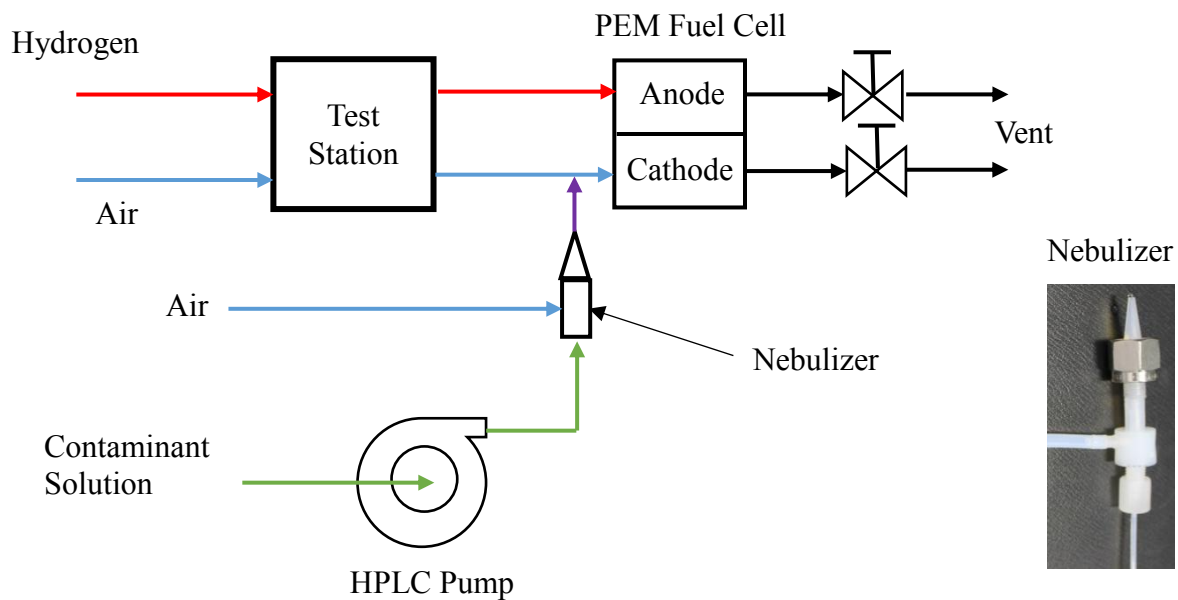 PEM Fuel Cell
Hydrogen
Test
Station
Anode
Cathode
Vent
Air
Nebulizer
Air
Nebulizer
Contaminant
Solution
HPLC Pump